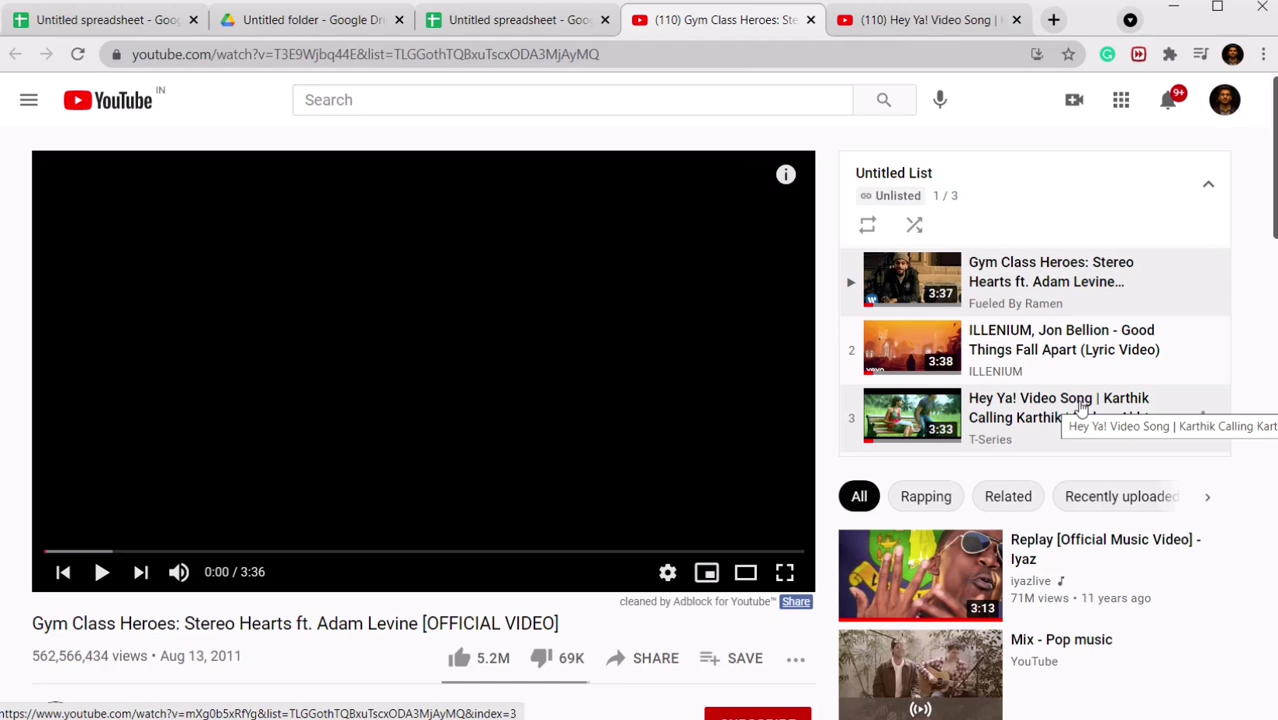 Untitled spreadsheet - Goog
Untitled folder - Google Dri
Untitled spreadsheet - Goog
(110) Gym Class Heroes: Ste
(110) Hey Ya! Video Song |
youtube.com/watch?v=T3E9Wjbq44E&list=TLGGothTQBxuTscxODA3MjAyMQ
YouTube IN
Search
9+
Untitled List
Unlisted 1 / 3
Gym Class Heroes: Stereo
Hearts ft. Adam Levine...
Fueled By Ramen
3:37
2
ILLENIUM, Jon Bellion - Good
Things Fall Apart (Lyric Video)
ILLENIUM
vevo
3:38
3
Hey Ya! Video Song | Karthik
Calling Karthik
T-Series
3:33
Hey Ya! Video Song | Karthik Calling Kart
0:00 / 3:36
cleaned by Adblock for Youtube™ Share
Gym Class Heroes: Stereo Hearts ft. Adam Levine [OFFICIAL VIDEO]
562,566,434 views • Aug 13, 2011
5.2M
69K
SHARE
SAVE
All
Rapping
Related
Recently uploaded
Replay [Official Music Video] -
Iyaz
iyazlive
71M views • 11 years ago
3:13
Mix - Pop music
YouTube
https://www.youtube.com/watch?v=mXg0b5xRfYg&list=TLGGothTQBxuTscxODA3MjAyMQ&index=3